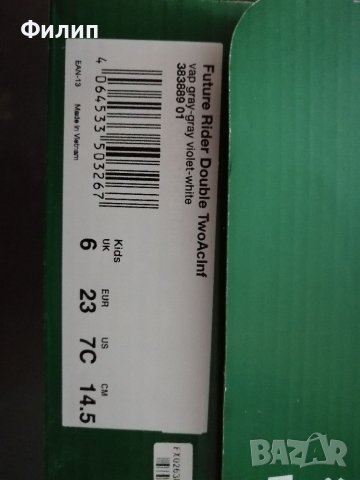 Филип
Future Rider Double TwoAcInf
vap gray-gray violet-white
383689 01
EAN-13
4 064533 503267
Made in Vietnam
Kids
UK EUR US CM
6 23 7C 14.5
bazar